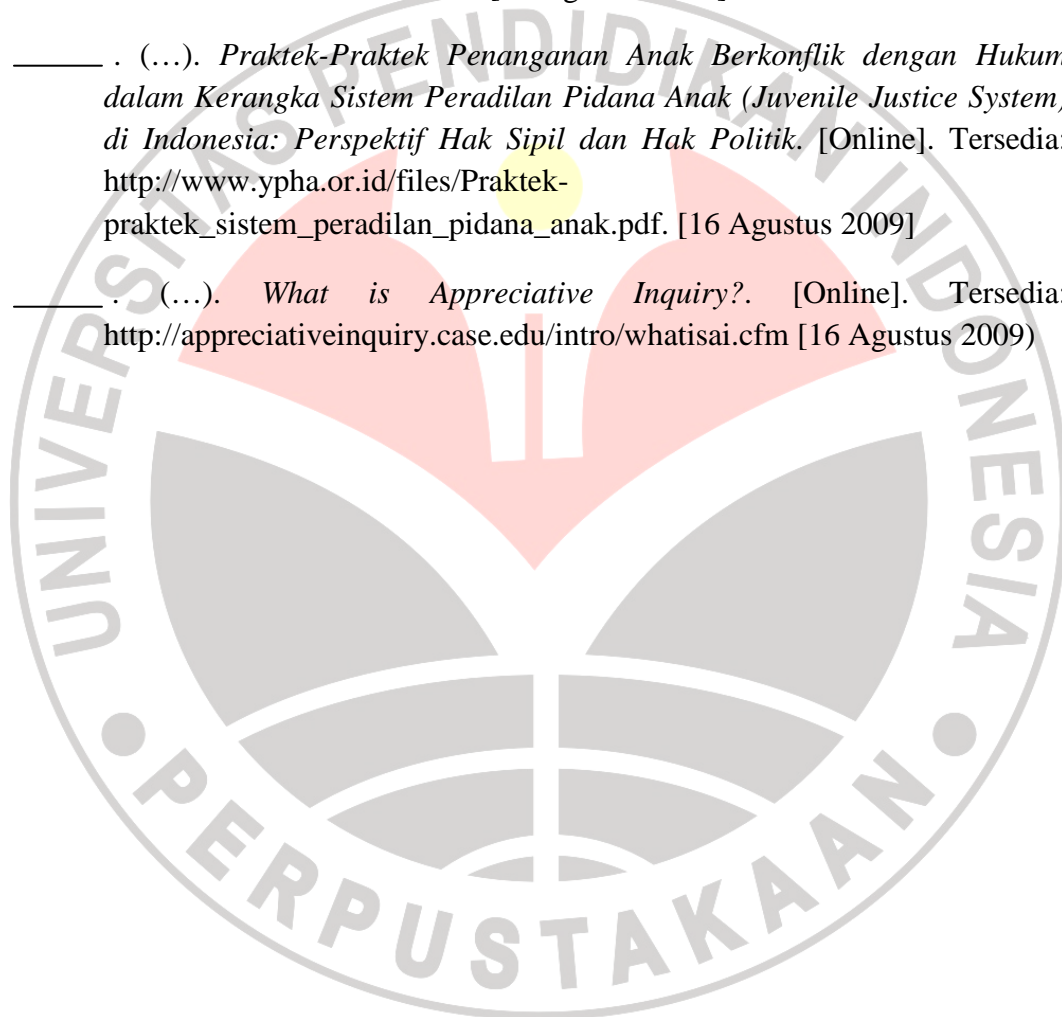 ______ . (…). Praktek-Praktek Penanganan Anak Berkonflik dengan Hukum
dalam Kerangka Sistem Peradilan Pidana Anak (Juvenile Justice System)
di Indonesia: Perspektif Hak Sipil dan Hak Politik. [Online]. Tersedia:
http://www.ypha.or.id/files/Praktek-
praktek_sistem_peradilan_pidana_anak.pdf. [16 Agustus 2009]
______ . (…). What is Appreciative Inquiry?. [Online]. Tersedia:
http://appreciativeinquiry.case.edu/intro/whatisai.cfm [16 Agustus 2009)
UNIVERSITAS PENDIDIKAN INDONESIA
PERPUSTAKAAN